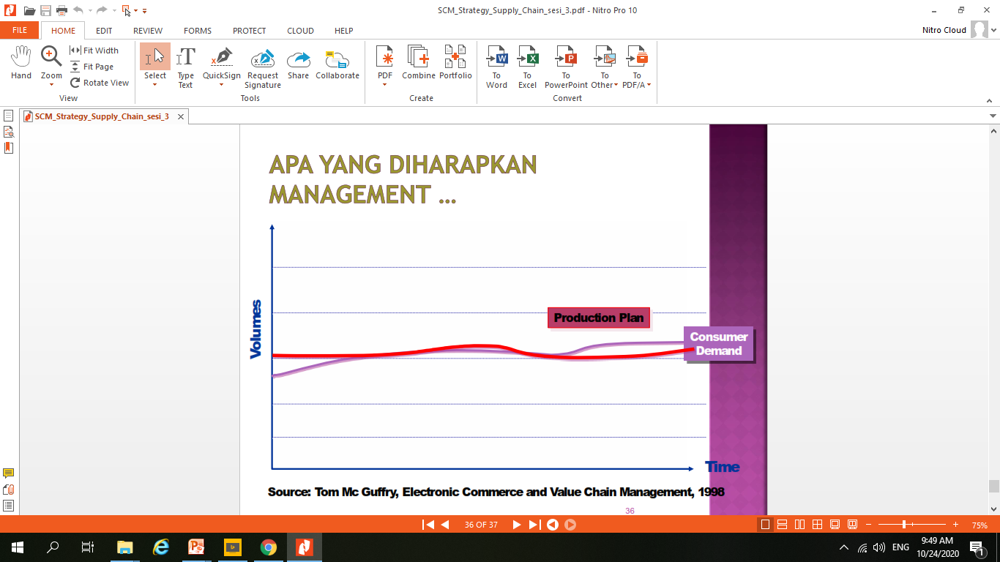 SCM_Strategy_Supply_Chain_sesi_3.pdf - Nitro Pro 10
FILE
HOME
EDIT
REVIEW
FORMS
PROTECT
CLOUD
HELP
Nitro Cloud
Hand
Zoom
Fit Width
Fit Page
Rotate View
View
Select
Type
Text
QuickSign
Request
Signature
Share
Collaborate
Tools
PDF
Combine
Portfolio
Create
To
Word
To
Excel
To
PowerPoint
To
Other
To
PDF/A
Convert
SCM_Strategy_Supply_Chain_sesi_3
APA YANG DIHARAPKAN
MANAGEMENT ...
Volumes
Production Plan
Consumer
Demand
Time
Source: Tom Mc Guffry, Electronic Commerce and Value Chain Management, 1998
36
36 OF 37
75%
ENG
9:49 AM
10/24/2020
1